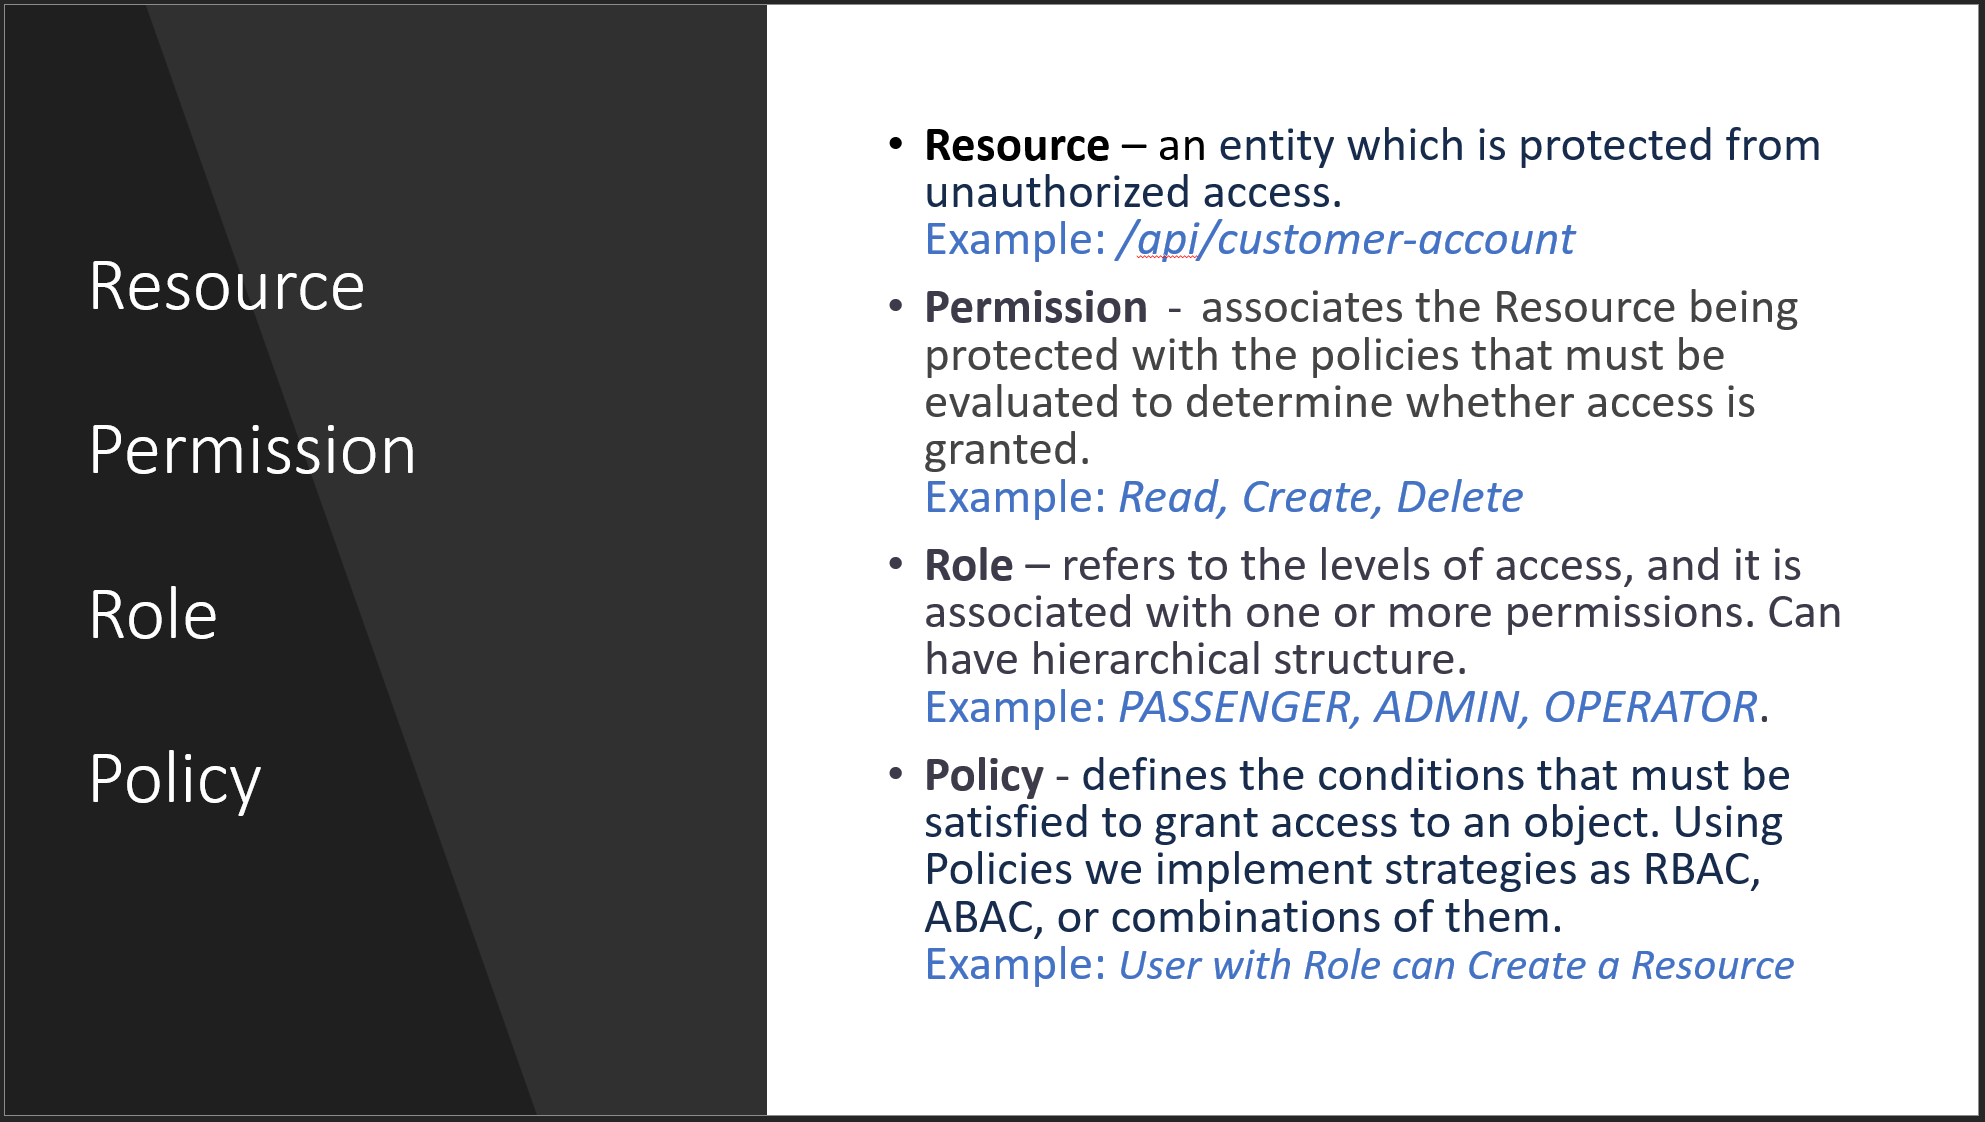 Resource
Permission
Role
Policy
• Resource – an entity which is protected from
unauthorized access.
Example: /api/customer-account
• Permission - associates the Resource being
protected with the policies that must be
evaluated to determine whether access is
granted.
Example: Read, Create, Delete
• Role – refers to the levels of access, and it is
associated with one or more permissions. Can
have hierarchical structure.
Example: PASSENGER, ADMIN, OPERATOR.
• Policy - defines the conditions that must be
satisfied to grant access to an object. Using
Policies we implement strategies as RBAC,
ABAC, or combinations of them.
Example: User with Role can Create a Resource